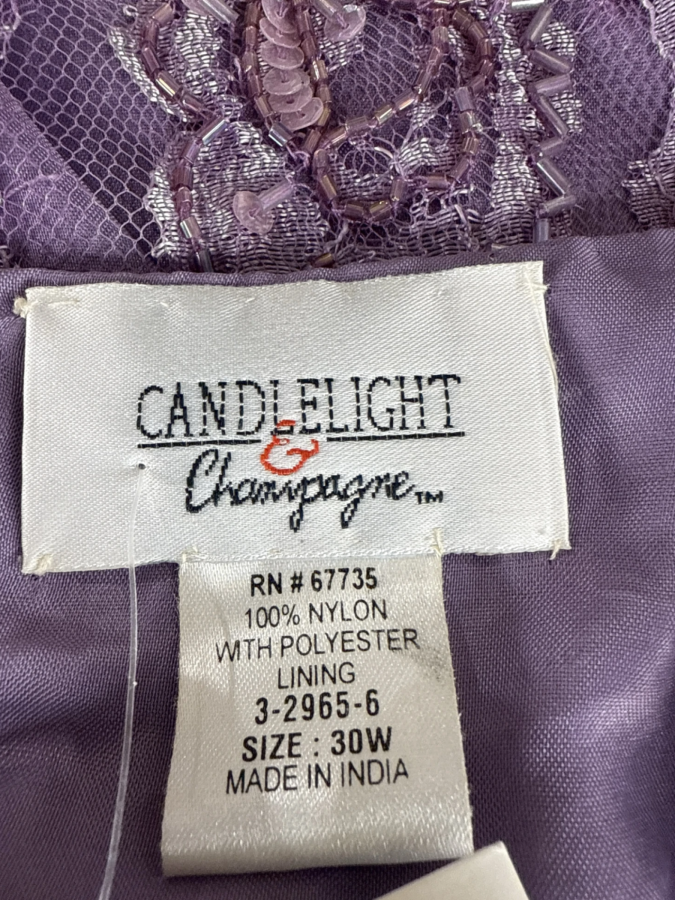 CANDLELIGHT
&
Champagne™
RN # 67735
100% NYLON
WITH POLYESTER
LINING
3-2965-6
SIZE : 30W
MADE IN INDIA